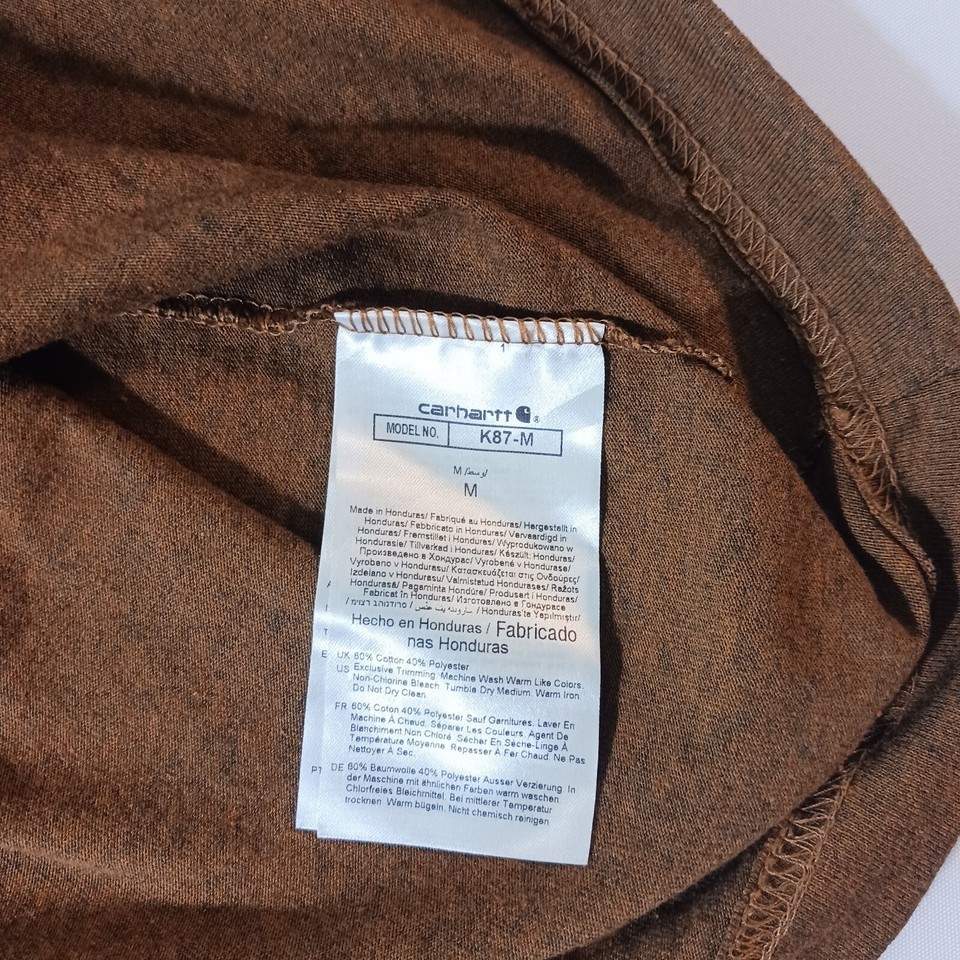 1
carhartt ®
MODEL NO. K87-M
M /وسط/
M
Made in Honduras/ Fabriqué au Honduras/ Hergestellt in
Honduras/ Febbricato in Honduras/ Vervaardigd in
Honduras/ Fremstillet i Honduras/ Wyprodukowano w
Hondurasie/ Tillverkad i Honduras/ Készült: Honduras/
Произведено в Хондурас/ Vyrobené v Hondurase/
Vyrobeno v Hondurasu/ Κατασκευάζεται στις Ονδούρες/
Izdelano v Hondurasu/ Valmistatud Hondurases/ Ražots
Hondurasā/ Pagaminta Hondūre/ Produsert i Honduras/
Fabricat în Honduras/ Изготовлено в Гондурасе
Honduras'ta Yapılmıştır/
Hecho en Honduras / Fabricado
nas Honduras
UK 60% Cotton 40% Polyester
US Exclusive Trimming. Machine Wash Warm Like Colors.
Non-Chlorine Bleach. Tumble Dry Medium. Warm Iron.
Do Not Dry Clean.
FR 60% Coton 40% Polyester Sauf Garnitures. Laver En
Machine À Chaud. Séparer Les Couleurs. Agent De
Blanchiment Non Chloré. Sécher En Sèche-Linge À
Température Moyenne. Repasser À Fer Chaud. Ne Pas
Nettoyer À Sec.
PT
DE 60% Baumwolle 40% Polyester Ausser Verzierung. In
der Maschine mit ähnlichen Farben warm waschen.
Chlorfreies Bleichmittel. Bei mittlerer Temperatur
trocknen. Warm bügeln. Nicht chemisch reinigen.